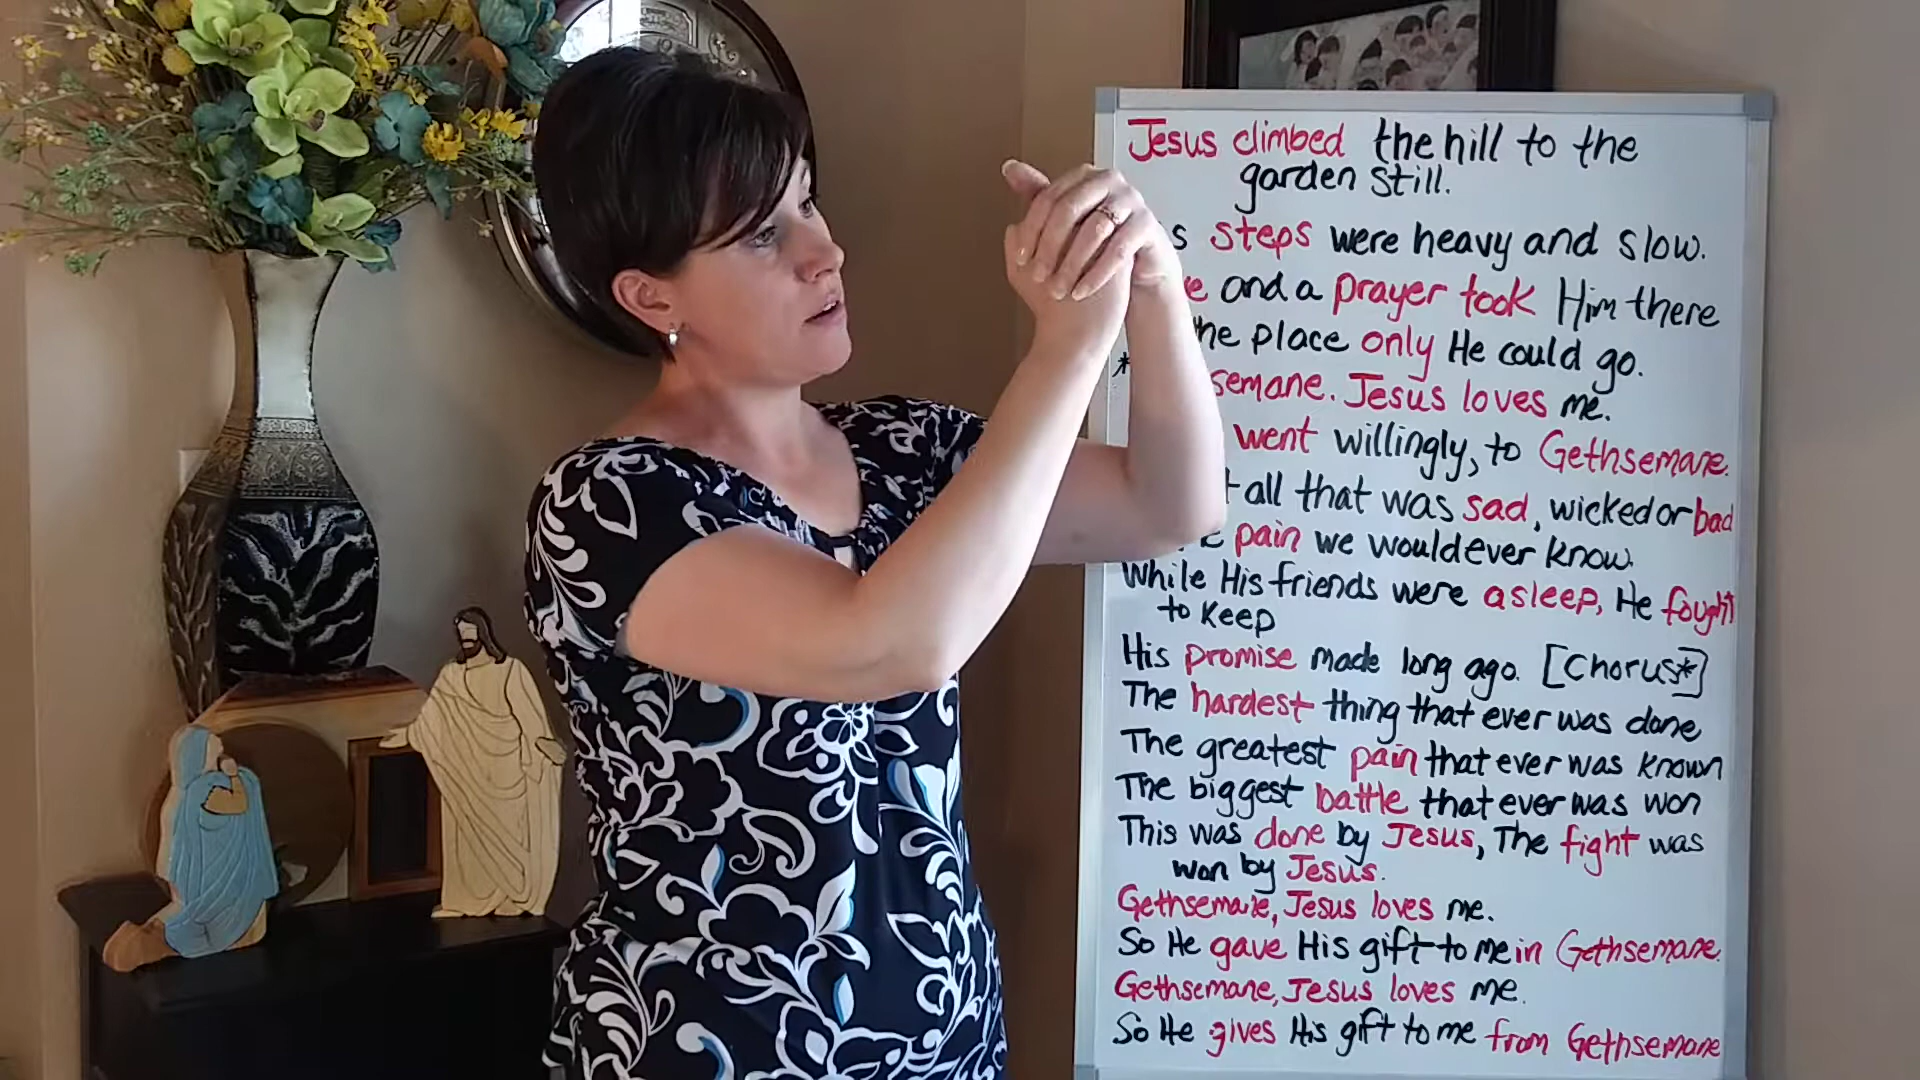 Jesus climbed the hill to the
garden still.
s steps were heavy and slow.
e and a prayer took Him there
he place only He could go.
* semane. Jesus loves me.
went willingly, to Gethsemane.
t all that was sad, wicked or bad
e pain we would ever know.
While His friends were asleep, He fought
to keep
His promise made long ago. [Chorus*]
The hardest thing that ever was done
The greatest pain that ever was known
The biggest battle that ever was won
This was done by Jesus, The fight was
won by Jesus.
Gethsemane, Jesus loves me.
So He gave His gift to me in Gethsemane.
Gethsemane, Jesus loves me.
So He gives His gift to me from Gethsemane